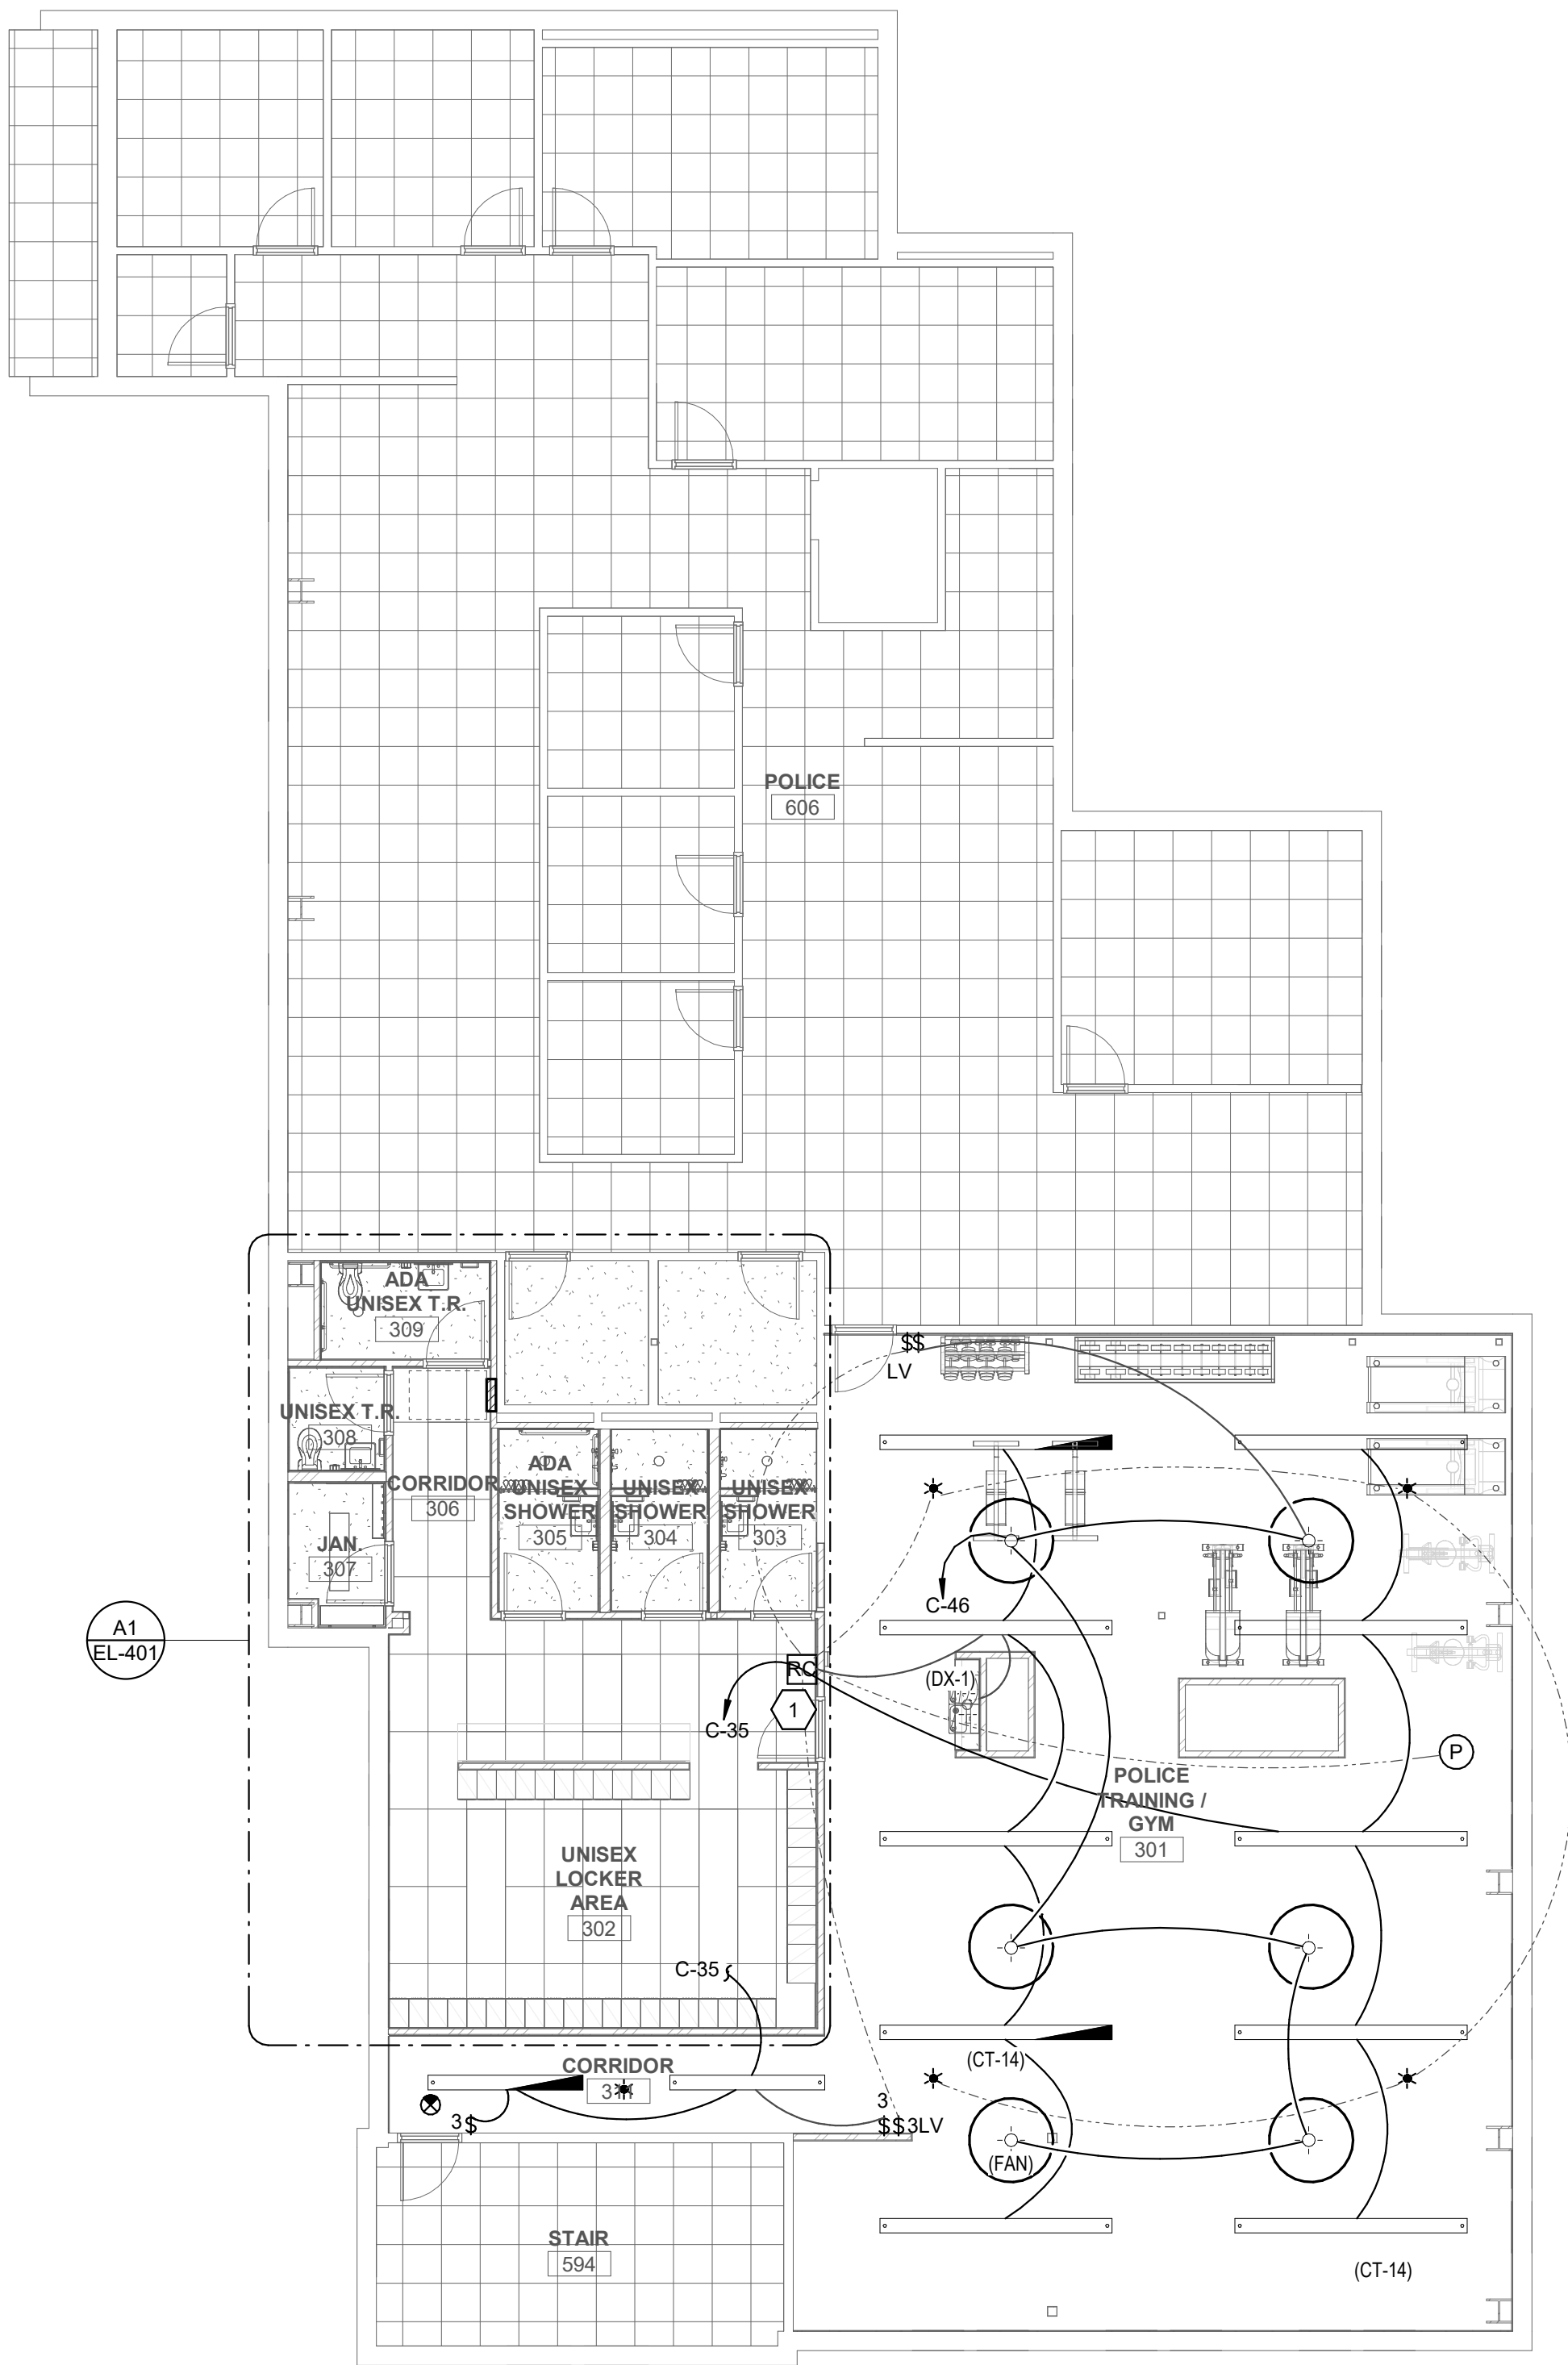 POLICE
606
ADA
UNISEX T.R.
309
$$
LV
UNISEX T.R.
308
CORRIDOR
306
ADA
UNISEX
SHOWER
305
UNISEX
SHOWER
304
UNISEX
SHOWER
303
JAN.
307
C-46
A1
EL-401
RC
(DX-1)
1
C-35
P
POLICE
TRAINING /
GYM
301
UNISEX
LOCKER
AREA
302
C-35
(CT-14)
CORRIDOR
3
3$
$$3LV
(FAN)
STAIR
594
(CT-14)